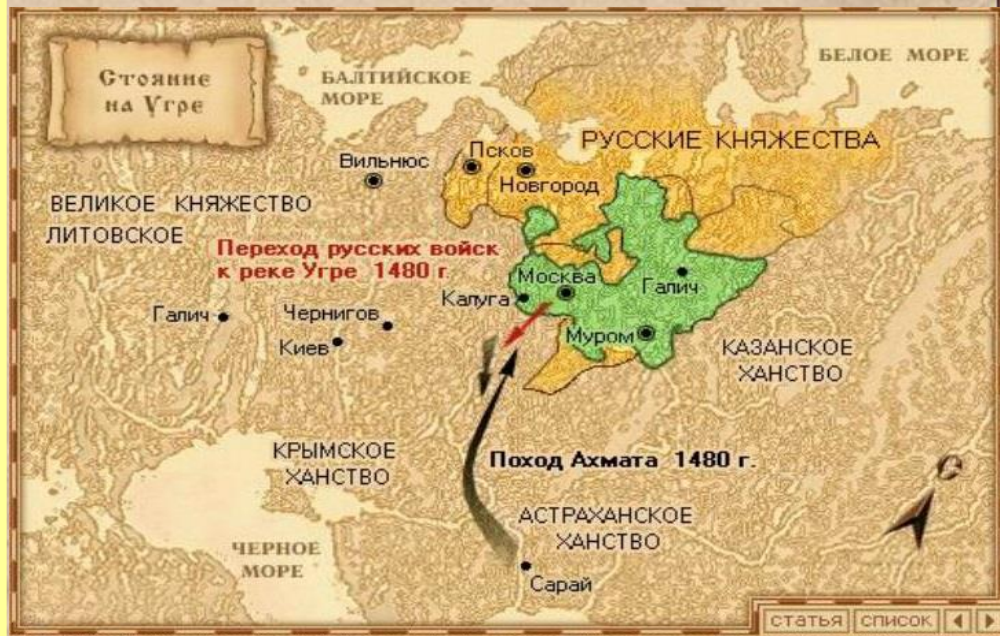 Стояние
на Угре
БАЛТИЙСКОЕ
МОРЕ
БЕЛОЕ МОРЕ
РУССКИЕ КНЯЖЕСТВА
Псков
Новгород
Вильнюс
ВЕЛИКОЕ КНЯЖЕСТВО
ЛИТОВСКОЕ
Переход русских войск
к реке Угре 1480 г.
Москва
Галич
Калуга
Галич
Чернигов
Киев
Муром
КАЗАНСКОЕ
ХАНСТВО
КРЫМСКОЕ
ХАНСТВО
Поход Ахмата 1480 г.
С
АСТРАХАНСКОЕ
ХАНСТВО
ЧЕРНОЕ
МОРЕ
Сарай
статья список